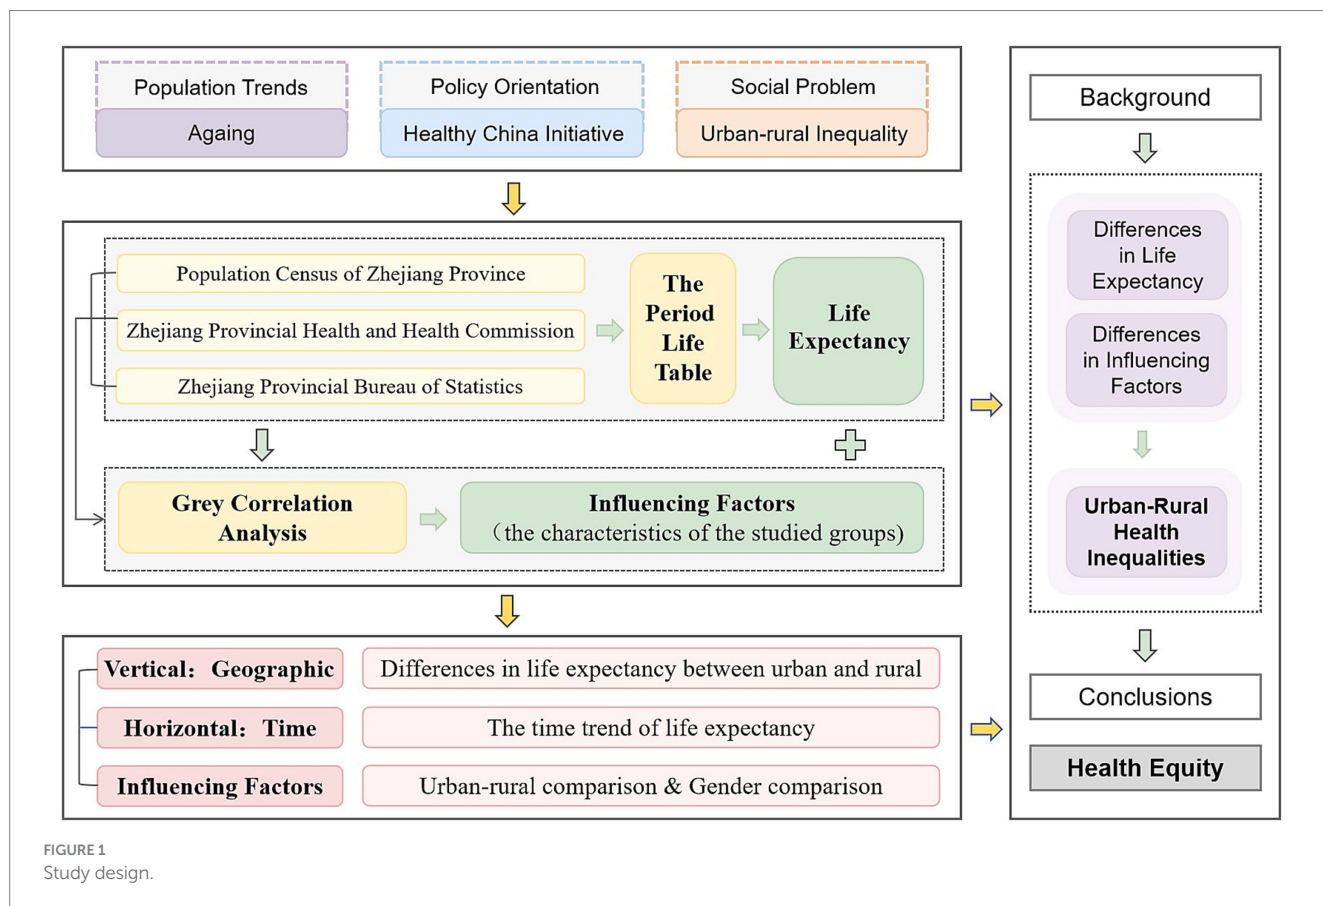 Population Trends
Ageing
Policy Orientation
Healthy China Initiative
Social Problem
Urban-rural Inequality
Population Census of Zhejiang Province
Zhejiang Provincial Health and Health Commission
Zhejiang Provincial Bureau of Statistics
The
Period
Life
Table
Life
Expectancy
Grey Correlation
Analysis
Influencing Factors
（the characteristics of the studied groups)
Vertical：Geographic
Differences in life expectancy between urban and rural
Horizontal：Time
The time trend of life expectancy
Influencing Factors
Urban-rural comparison & Gender comparison
Background
Differences
in Life
Expectancy
Differences
in Influencing
Factors
Urban-Rural
Health
Inequalities
Conclusions
Health Equity
FIGURE 1
Study design.